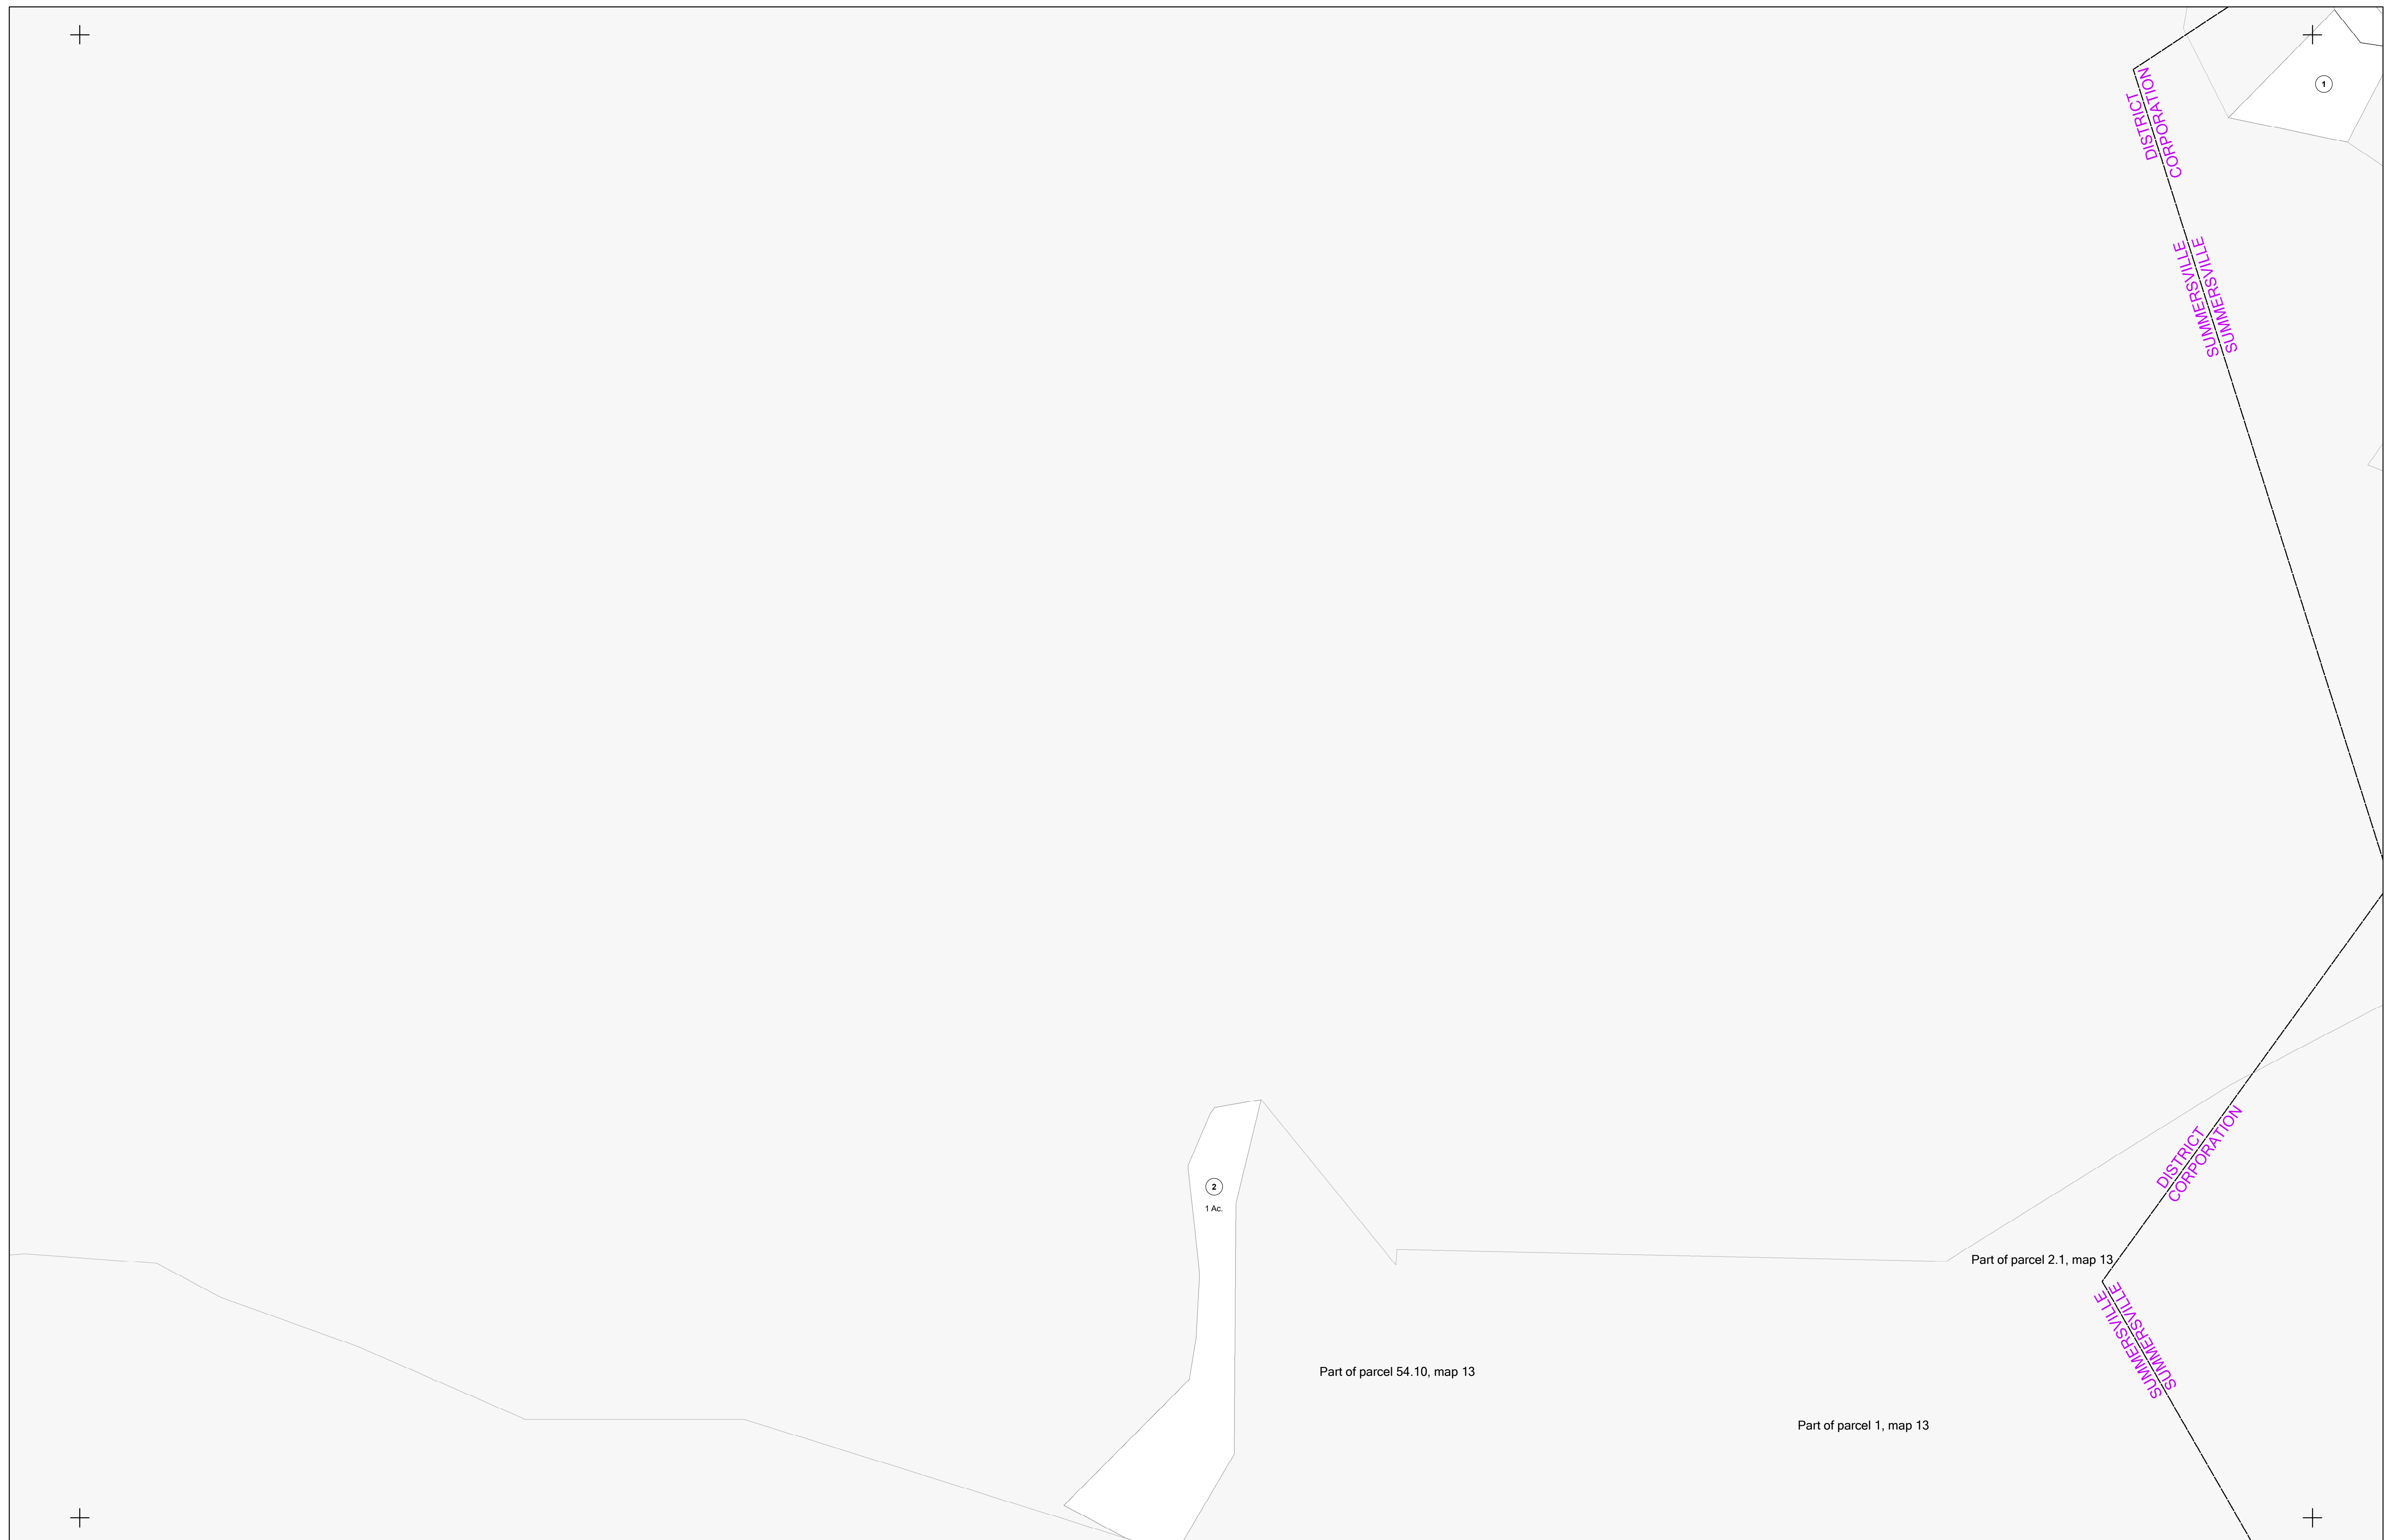 1
DISTRICT
CORPORATION
SUMMERSVILLE
SUMMERSVILLE
DISTRICT
CORPORATION
2
1 Ac.
Part of parcel 2.1, map 13
SUMMERSVILLE
SUMMERSVILLE
Part of parcel 54.10, map 13
Part of parcel 1, map 13